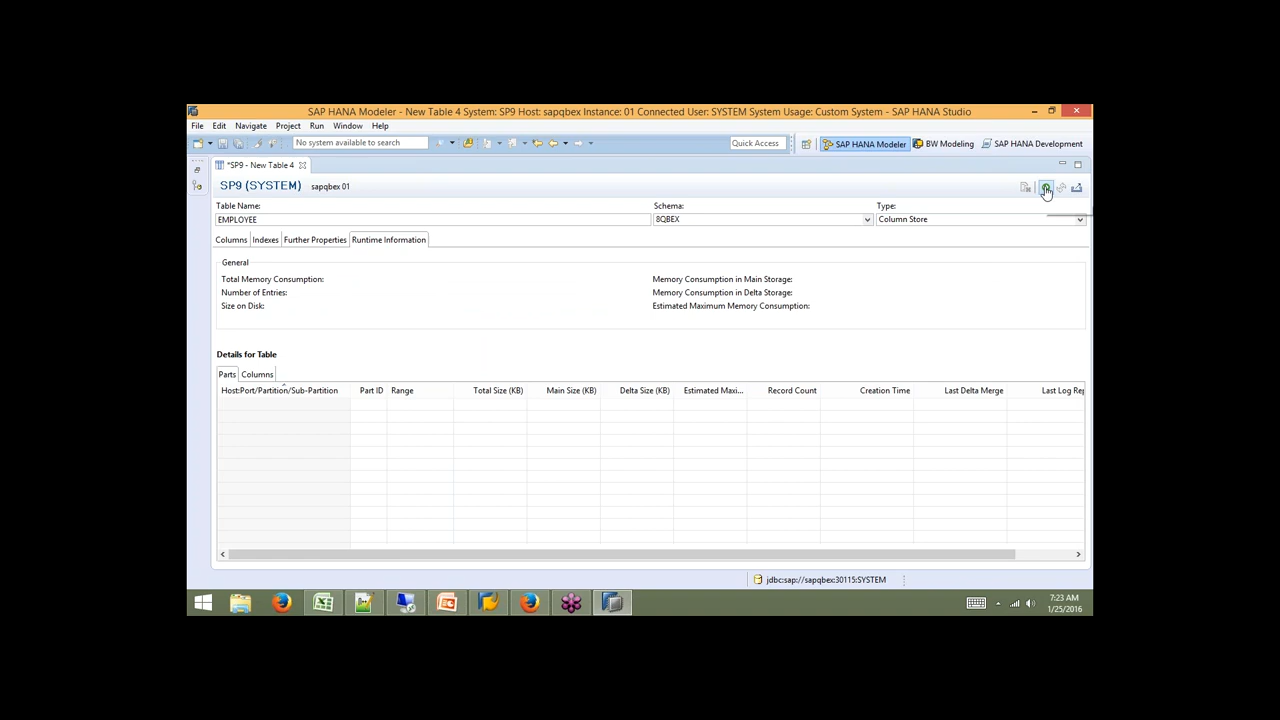 SAP HANA Modeler - New Table 4 System: SP9 Host: sapqbex Instance: 01 Connected User: SYSTEM System Usage: Custom System - SAP HANA Studio
File Edit Navigate Project Run Window Help
No system available to search Quick Access SAP HANA Modeler BW Modeling SAP HANA Development
*SP9 - New Table 4
SP9 (SYSTEM) sapqbex 01
Table Name: Schema: Type:
EMPLOYEE 8QBEX Column Store
Columns Indexes Further Properties Runtime Information
General
Total Memory Consumption: Memory Consumption in Main Storage:
Number of Entries: Memory Consumption in Delta Storage:
Size on Disk: Estimated Maximum Memory Consumption:
Details for Table
Parts Columns
Host:Port/Partition/Sub-Partition Part ID Range Total Size (KB) Main Size (KB) Delta Size (KB) Estimated Maxi... Record Count Creation Time Last Delta Merge Last Log Rep
jdbc:sap://sapqbex:30115:SYSTEM
7:23 AM
1/25/2016